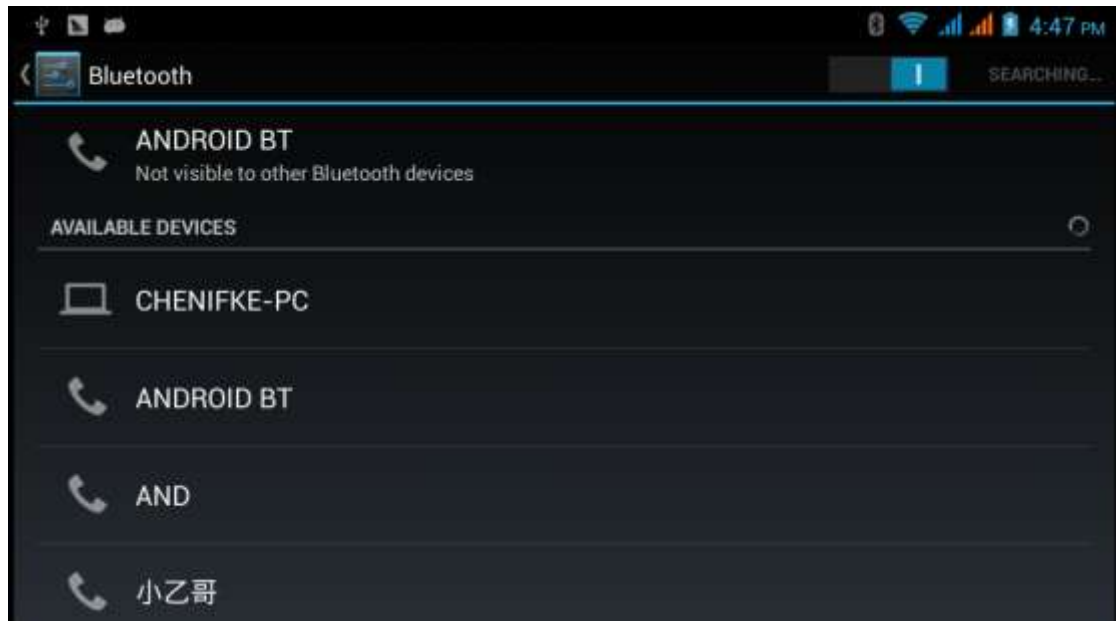 4:47 PM
Bluetooth
SEARCHING...
ANDROID BT
Not visible to other Bluetooth devices
AVAILABLE DEVICES
CHENIFKE-PC
ANDROID BT
AND
小乙哥